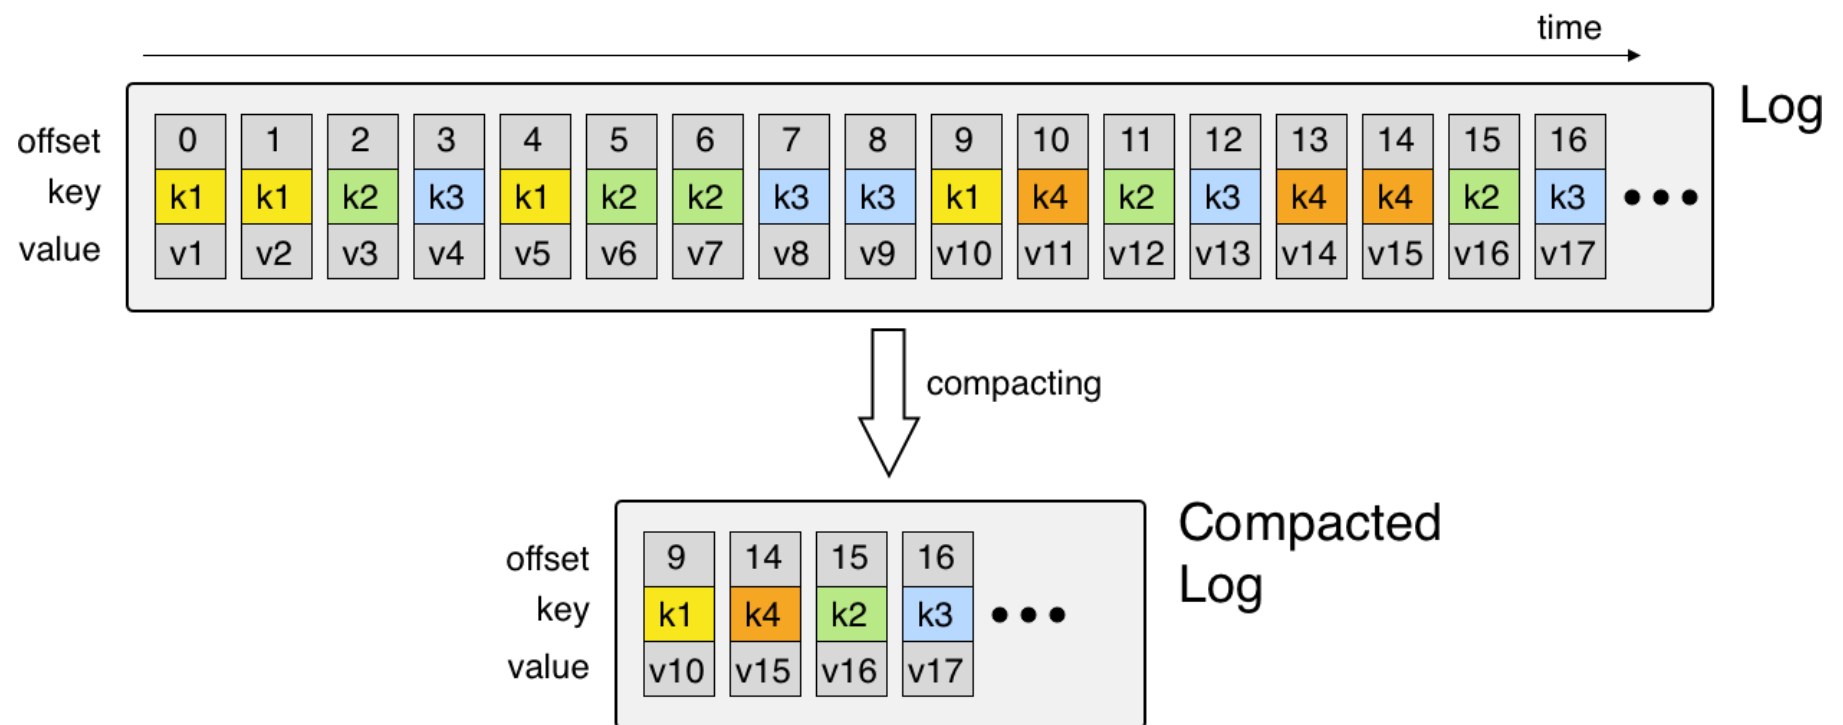 time
Log
offset 0 1 2 3 4 5 6 7 8 9 10 11 12 13 14 15 16
key k1 k1 k2 k3 k1 k2 k2 k3 k3 k1 k4 k2 k3 k4 k4 k2 k3 •••
value v1 v2 v3 v4 v5 v6 v7 v8 v9 v10 v11 v12 v13 v14 v15 v16 v17
compacting
Compacted
Log
offset 9 14 15 16
key k1 k4 k2 k3 •••
value v10 v15 v16 v17